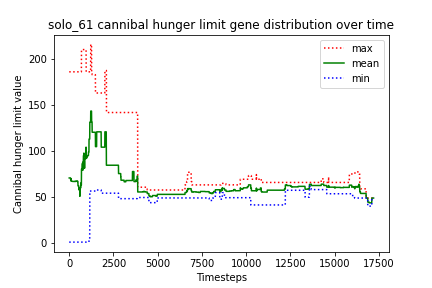 solo_61 cannibal hunger limit gene distribution over time
max
mean
min
Cannibal hunger limit value
200
150
100
50
0
0 2500 5000 7500 10000 12500 15000 17500
Timesteps